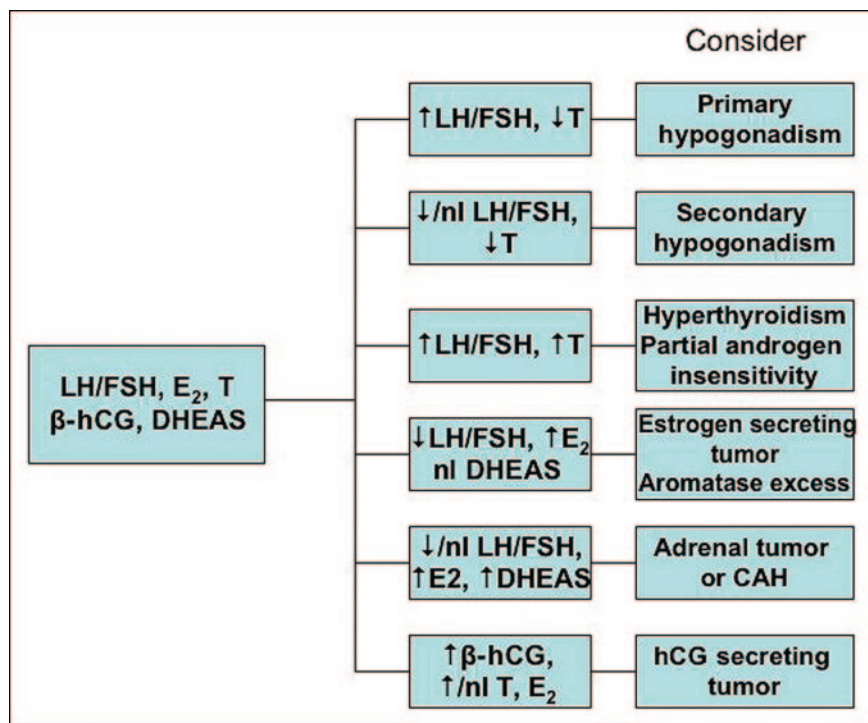 Consider
↑LH/FSH, ↓T
Primary
hypogonadism
↓/nl LH/FSH,
↓T
Secondary
hypogonadism
↑LH/FSH, ↑T
Hyperthyroidism
Partial androgen
insensitivity
LH/FSH, E₂, T
β-hCG, DHEAS
↓LH/FSH, ↑E₂
nl DHEAS
Estrogen secreting
tumor
Aromatase excess
↓/nl LH/FSH,
↑E2, ↑DHEAS
Adrenal tumor
or CAH
↑β-hCG,
↑/nl T, E₂
hCG secreting
tumor